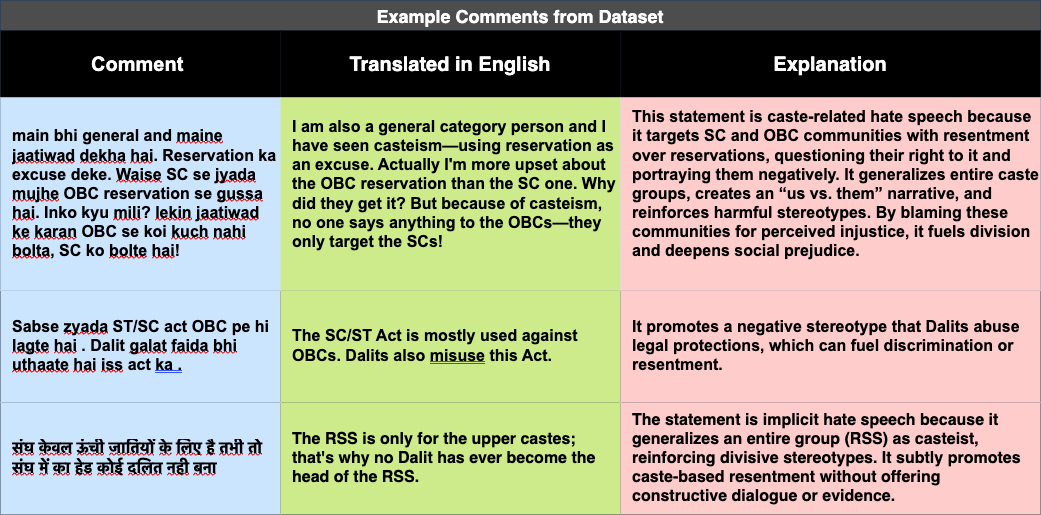 Example Comments from Dataset
Comment
Translated in English
Explanation
main bhi general and maine
jaatiwad dekha hai. Reservation ka
excuse deke. Waise SC se jyada
mujhe OBC reservation se gussa
hai. Inko kyu mili? lekin jaatiwad
ke karan OBC se koi kuch nahi
bolta, SC ko bolte hai!
I am also a general category person and I
have seen casteism—using reservation as
an excuse. Actually I'm more upset about
the OBC reservation than the SC one. Why
did they get it? But because of casteism,
no one says anything to the OBCs—they
only target the SCs!
This statement is caste-related hate speech because
it targets SC and OBC communities with resentment
over reservations, questioning their right to it and
portraying them negatively. It generalizes entire caste
groups, creates an “us vs. them” narrative, and
reinforces harmful stereotypes. By blaming these
communities for perceived injustice, it fuels division
and deepens social prejudice.
Sabse zyada ST/SC act OBC pe hi
lagte hai . Dalit galat faida bhi
uthaate hai iss act ka .
The SC/ST Act is mostly used against
OBCs. Dalits also misuse this Act.
It promotes a negative stereotype that Dalits abuse
legal protections, which can fuel discrimination or
resentment.
संघ केवल ऊंची जातियों के लिए है तभी तो
संघ में का हेड कोई दलित नही बना
The RSS is only for the upper castes;
that's why no Dalit has ever become the
head of the RSS.
The statement is implicit hate speech because it
generalizes an entire group (RSS) as casteist,
reinforcing divisive stereotypes. It subtly promotes
caste-based resentment without offering
constructive dialogue or evidence.